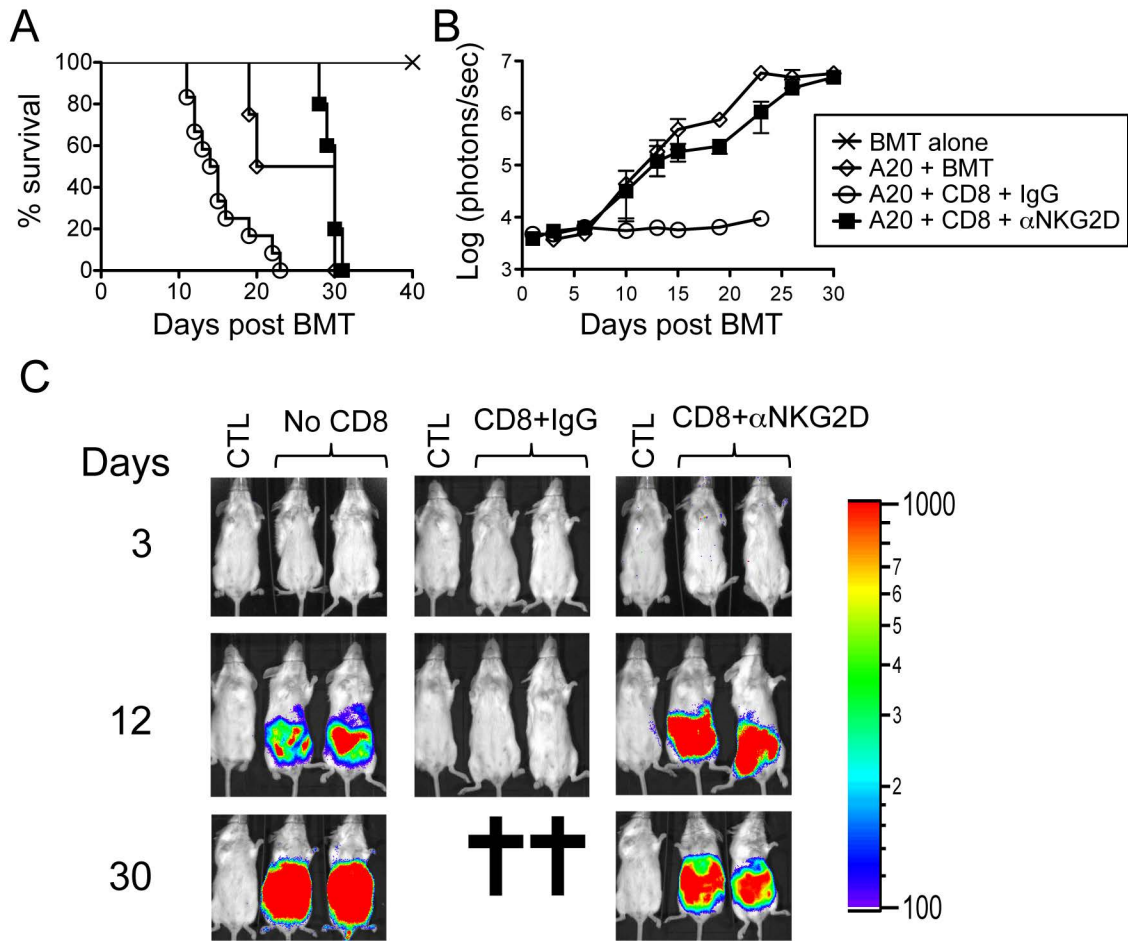 A
% survival
100
80
60
40
20
0
0 10 20 30 40
Days post BMT
B
Log (photons/sec)
7
6
5
4
3
0 5 10 15 20 25 30
Days post BMT
BMT alone
A20 + BMT
A20 + CD8 + IgG
A20 + CD8 + αNKG2D
C
Days
CTL No CD8
CTL CD8+IgG
CTL CD8+αNKG2D
3
12
30
1000
7
6
5
4
3
2
100